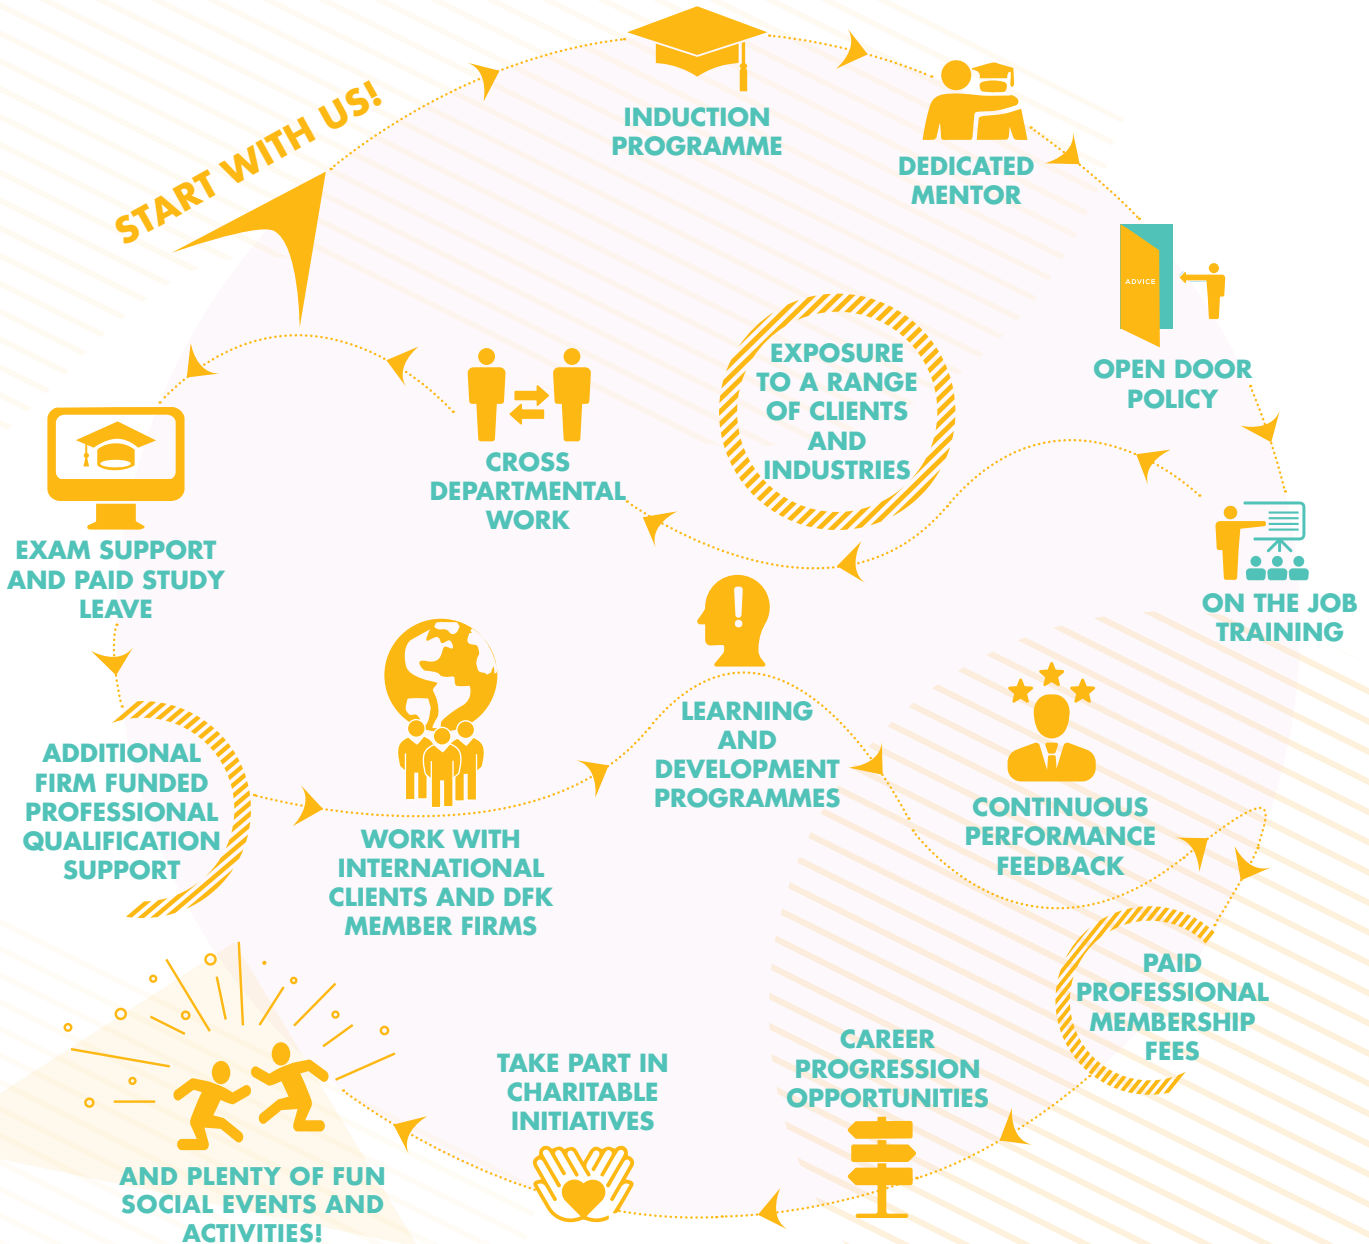 START WITH US!
INDUCTION
PROGRAMME
DEDICATED
MENTOR
ADVICE
OPEN DOOR
POLICY
ON THE JOB
TRAINING
EXPOSURE
TO A RANGE
OF CLIENTS
AND
INDUSTRIES
CROSS
DEPARTMENTAL
WORK
EXAM SUPPORT
AND PAID STUDY
LEAVE
ADDITIONAL
FIRM FUNDED
PROFESSIONAL
QUALIFICATION
SUPPORT
WORK WITH
INTERNATIONAL
CLIENTS AND DFK
MEMBER FIRMS
LEARNING
AND
DEVELOPMENT
PROGRAMMES
CONTINUOUS
PERFORMANCE
FEEDBACK
PAID
PROFESSIONAL
MEMBERSHIP
FEES
CAREER
PROGRESSION
OPPORTUNITIES
TAKE PART IN
CHARITABLE
INITIATIVES
AND PLENTY OF FUN
SOCIAL EVENTS AND
ACTIVITIES!